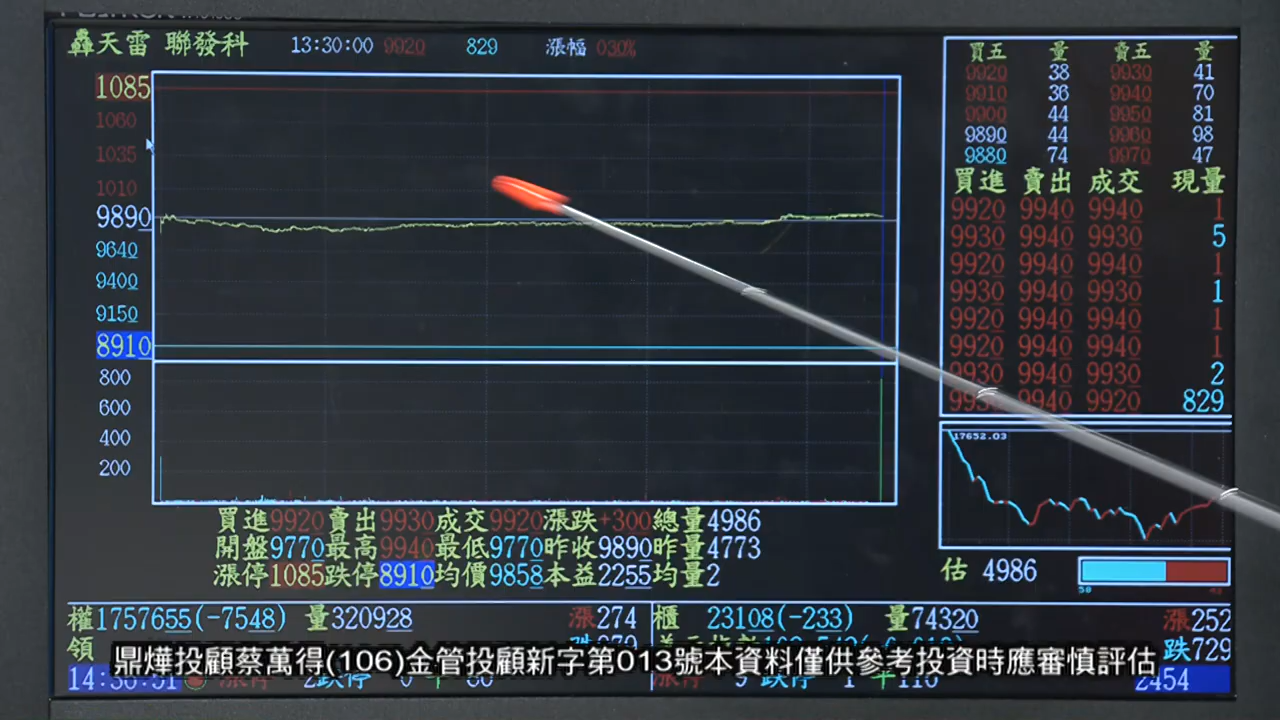 轟天雷 聯發科 13:30:00 9920 829 漲幅 030%
1085
1060
1035
1010
9890
9640
9400
9150
8910
800
600
400
200
買五 量 賣五 量
9920 38 9930 41
9910 36 9940 70
9900 44 9950 81
9890 44 9960 98
9880 74 9970 47
買進 賣出 成交 現量
9920 9940 9940 1
9930 9940 9930 5
9920 9940 9940 1
9930 9940 9930 1
9920 9940 9940 1
9920 9940 9940 1
9930 9940 9930 2
9940 9920 829
17652.03
買進9920賣出9930成交9920漲跌+300總量4986
開盤9770最高9940最低9770昨收9890昨量4773
漲停1085跌停8910均價9858本益2255均量2
估 4986
權1757655(-7548) 量320928 漲274
櫃 23108(-233) 量74320 漲252
領
跌729
鼎燁投顧蔡萬得(106)金管投顧新字第013號本資料僅供參考投資時應審慎評估
2454